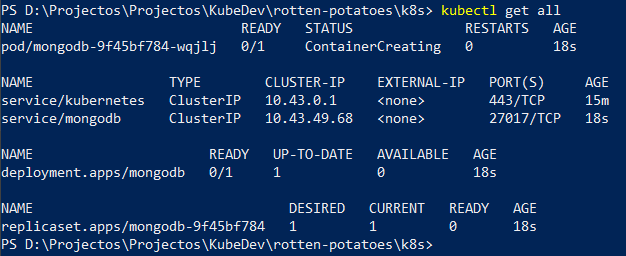 PS D:\Projectos\Projectos\KubeDev\rotten-potatoes\k8s> kubectl get all
NAME READY STATUS RESTARTS AGE
pod/mongodb-9f45bf784-wqjlj 0/1 ContainerCreating 0 18s
NAME TYPE CLUSTER-IP EXTERNAL-IP PORT(S) AGE
service/kubernetes ClusterIP 10.43.0.1 <none> 443/TCP 15m
service/mongodb ClusterIP 10.43.49.68 <none> 27017/TCP 18s
NAME READY UP-TO-DATE AVAILABLE AGE
deployment.apps/mongodb 0/1 1 0 18s
NAME DESIRED CURRENT READY AGE
replicaset.apps/mongodb-9f45bf784 1 1 0 18s
PS D:\Projectos\Projectos\KubeDev\rotten-potatoes\k8s>